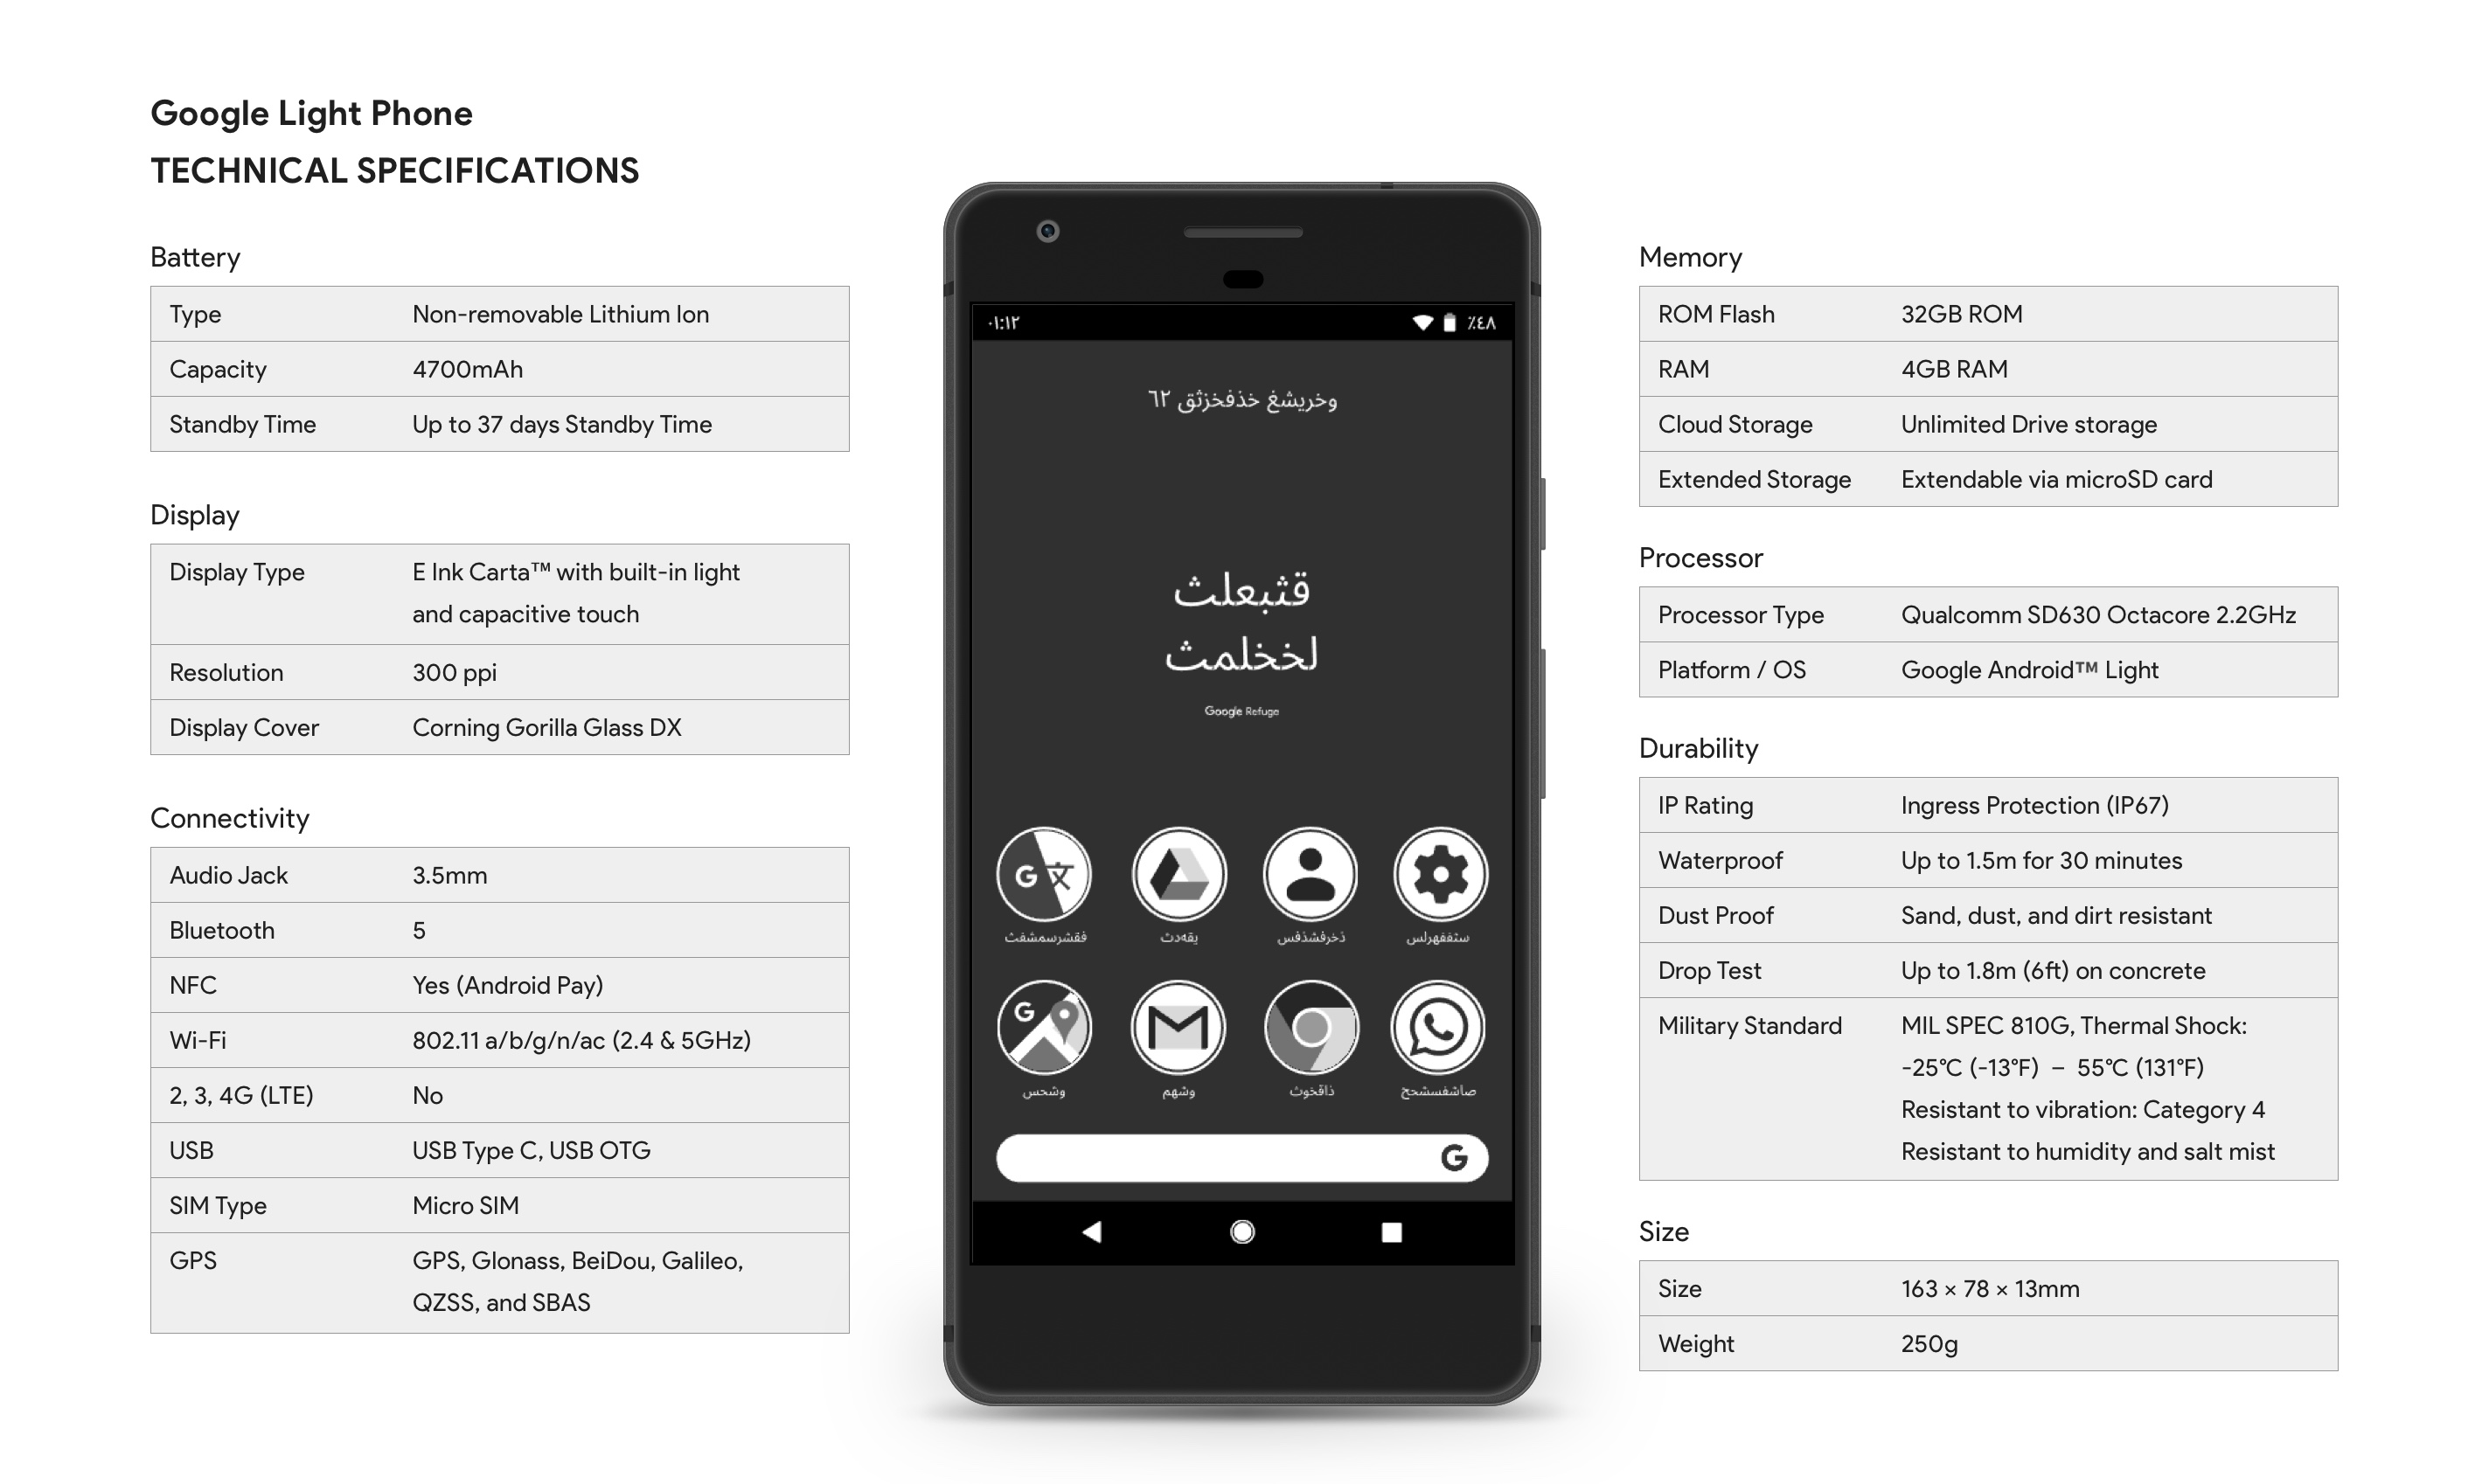 Google Light Phone
TECHNICAL SPECIFICATIONS
Battery
Type Non-removable Lithium Ion
Capacity 4700mAh
Standby Time Up to 37 days Standby Time
Display
Display Type E Ink Carta™ with built-in light
and capacitive touch
Resolution 300 ppi
Display Cover Corning Gorilla Glass DX
Connectivity
Audio Jack 3.5mm
Bluetooth 5
NFC Yes (Android Pay)
Wi-Fi 802.11 a/b/g/n/ac (2.4 & 5GHz)
2, 3, 4G (LTE) No
USB USB Type C, USB OTG
SIM Type Micro SIM
GPS GPS, Glonass, BeiDou, Galileo,
QZSS, and SBAS
٠١:١٢ ٪٤٨
وخريشغ خذفخزثق ٦٢
قثبعلث
لخخلمث
Google Refuge
G 文
فقشرسمشفث يقهدث ذخرفشذفس سثففهرلس
G
وشحس وشهم ذاقخوث صاشفسشحح
G
Memory
ROM Flash 32GB ROM
RAM 4GB RAM
Cloud Storage Unlimited Drive storage
Extended Storage Extendable via microSD card
Processor
Processor Type Qualcomm SD630 Octacore 2.2GHz
Platform / OS Google Android™ Light
Durability
IP Rating Ingress Protection (IP67)
Waterproof Up to 1.5m for 30 minutes
Dust Proof Sand, dust, and dirt resistant
Drop Test Up to 1.8m (6ft) on concrete
Military Standard MIL SPEC 810G, Thermal Shock:
-25°C (-13°F) – 55°C (131°F)
Resistant to vibration: Category 4
Resistant to humidity and salt mist
Size
Size 163 × 78 × 13mm
Weight 250g